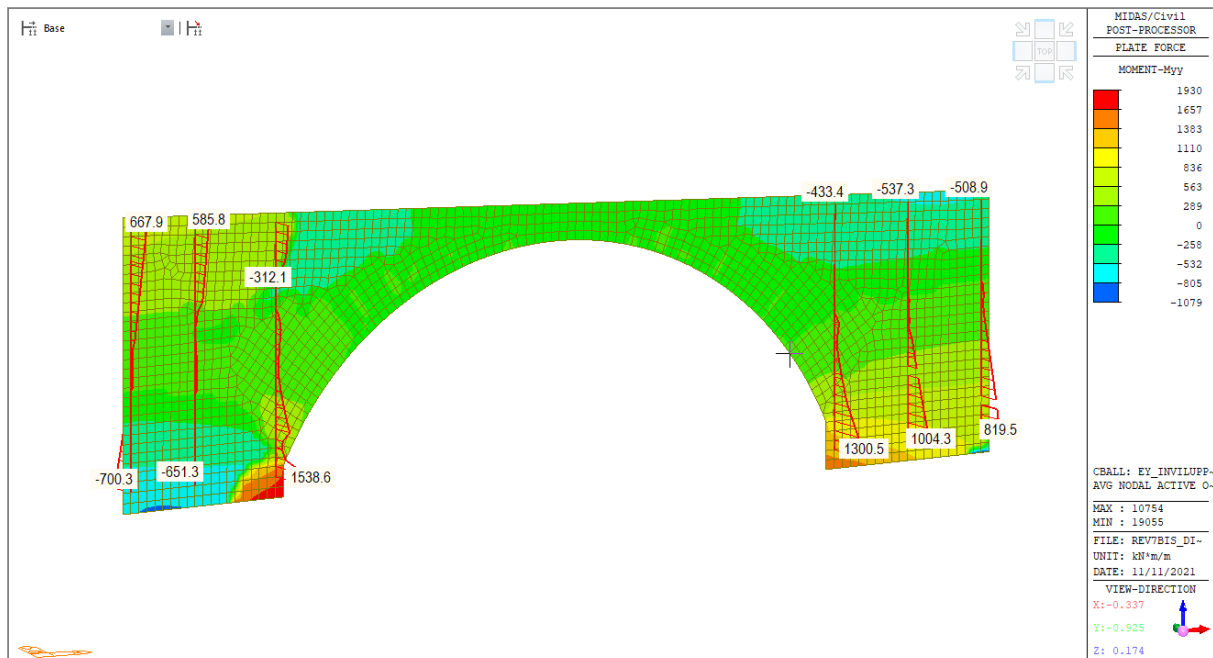 Base
TOP
MIDAS/Civil
POST-PROCESSOR
PLATE FORCE
MOMENT-Myy
1930
1657
1383
1110
836
563
289
0
-258
-532
-805
-1079
667.9
585.8
-312.1
-433.4
-537.3
-508.9
-700.3
-651.3
1538.6
1300.5
1004.3
819.5
CBALL: EY_INVILUPP~
AVG NODAL ACTIVE O~
MAX : 10754
MIN : 19055
FILE: REV7BIS_DI~
UNIT: kN*m/m
DATE: 11/11/2021
VIEW-DIRECTION
X:-0.337
Y:-0.925
Z: 0.174